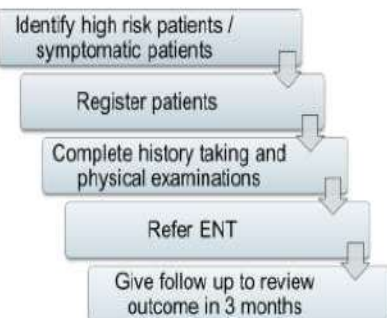 Identify high risk patients /
symptomatic patients
Register patients
Complete history taking and
physical examinations
Refer ENT
Give follow up to review
outcome in 3 months